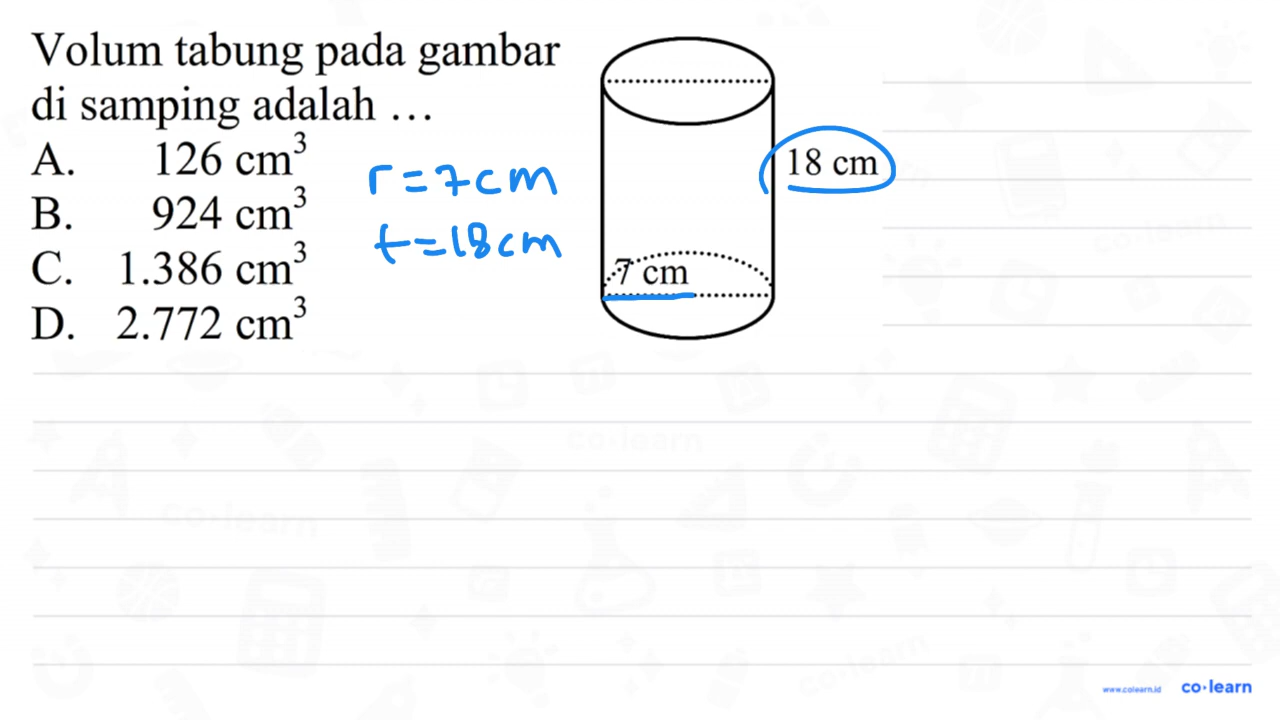 Volum tabung pada gambar
di samping adalah ...
A. 126 cm³
B. 924 cm³
C. 1.386 cm³
D. 2.772 cm³
r = 7 cm
t = 18 cm
18 cm
7 cm
www.colearn.id co·learn